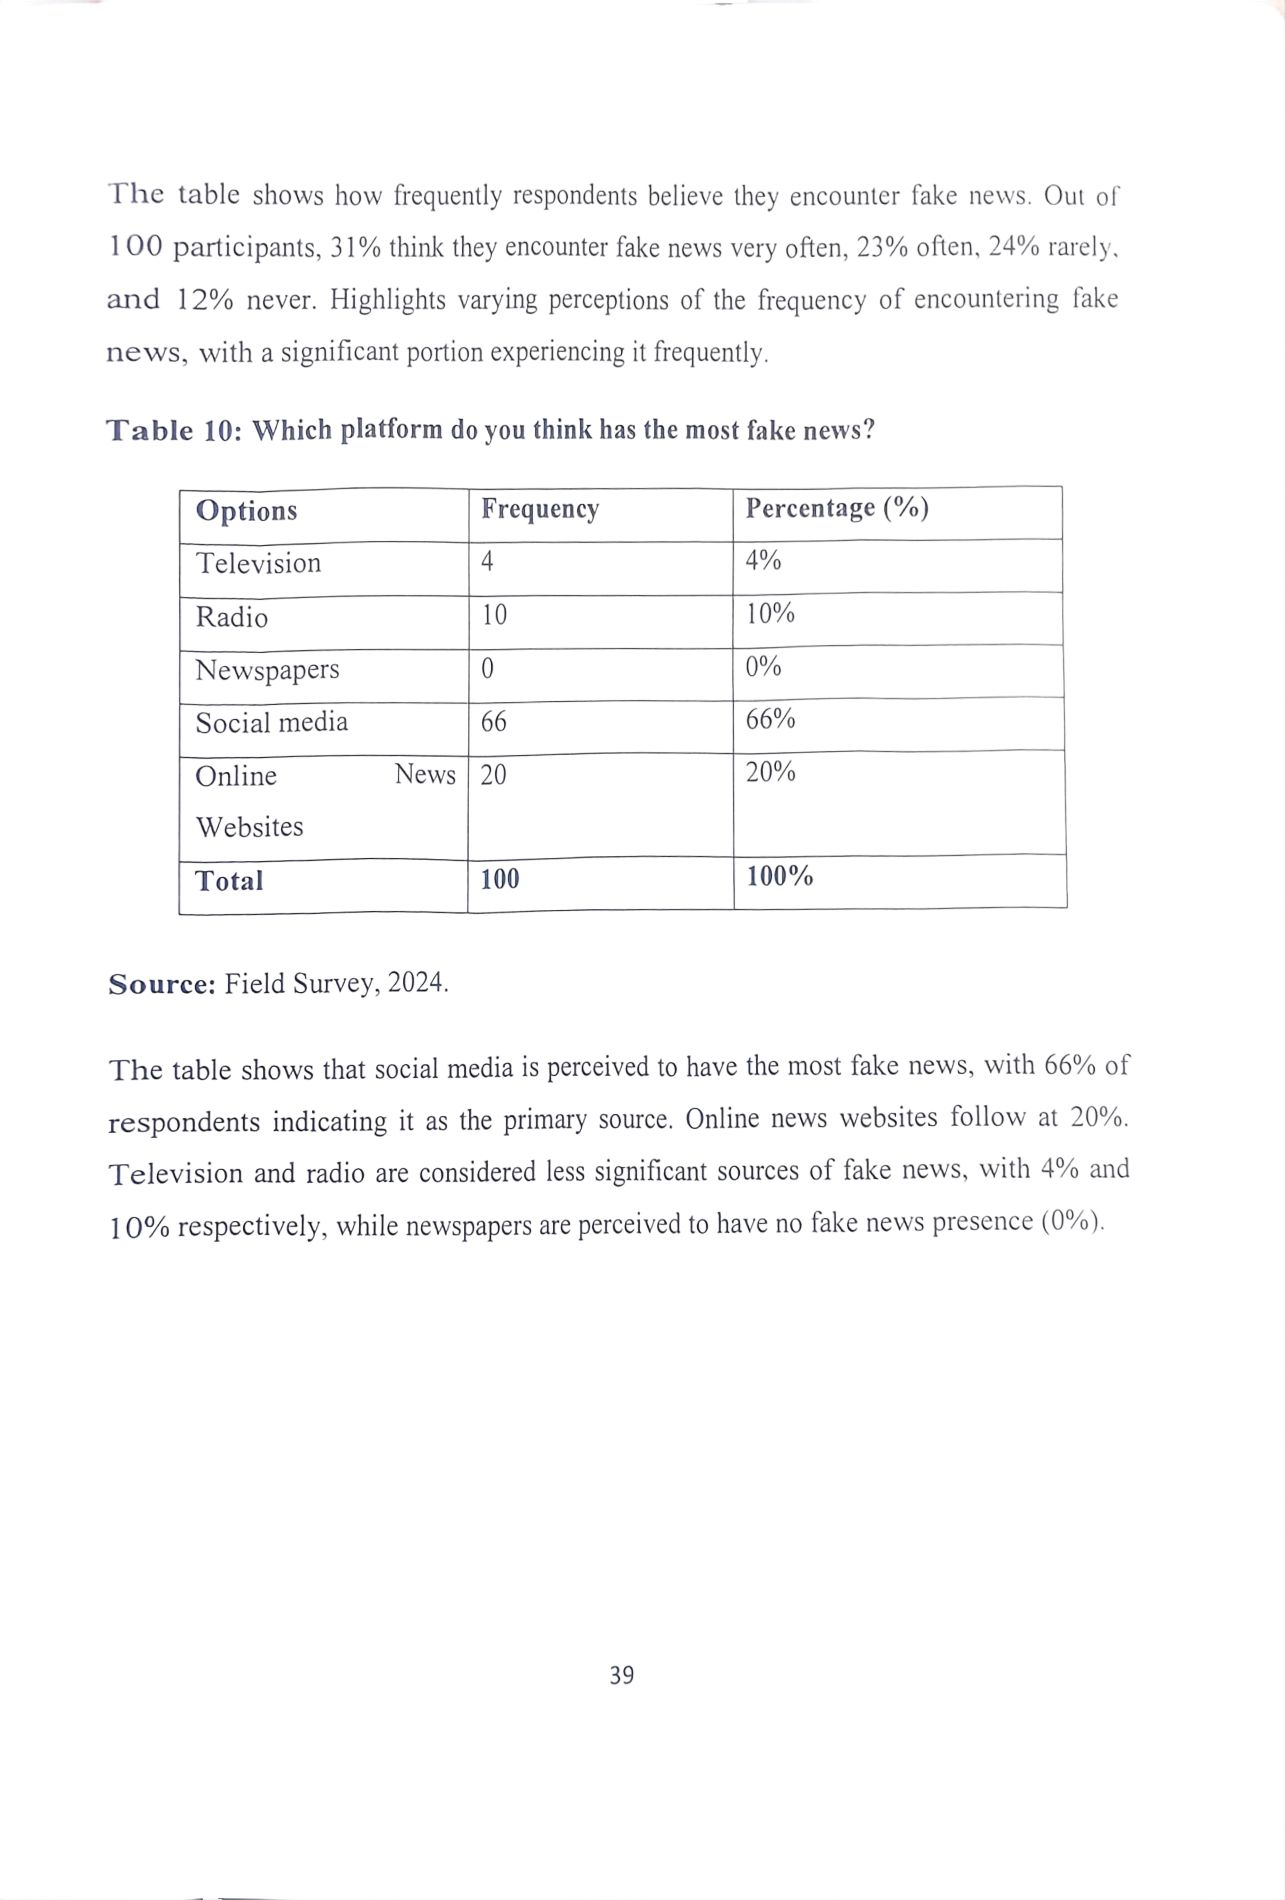 The table shows how frequently respondents believe they encounter fake news. Out of
100 participants, 31% think they encounter fake news very often, 23% often, 24% rarely,
and 12% never. Highlights varying perceptions of the frequency of encountering fake
news, with a significant portion experiencing it frequently.
Table 10: Which platform do you think has the most fake news?
Options Frequency Percentage (%)
Television 4 4%
Radio 10 10%
Newspapers 0 0%
Social media 66 66%
Online News 20 20%
Websites
Total 100 100%
Source: Field Survey, 2024.
The table shows that social media is perceived to have the most fake news, with 66% of
respondents indicating it as the primary source. Online news websites follow at 20%.
Television and radio are considered less significant sources of fake news, with 4% and
10% respectively, while newspapers are perceived to have no fake news presence (0%).
39